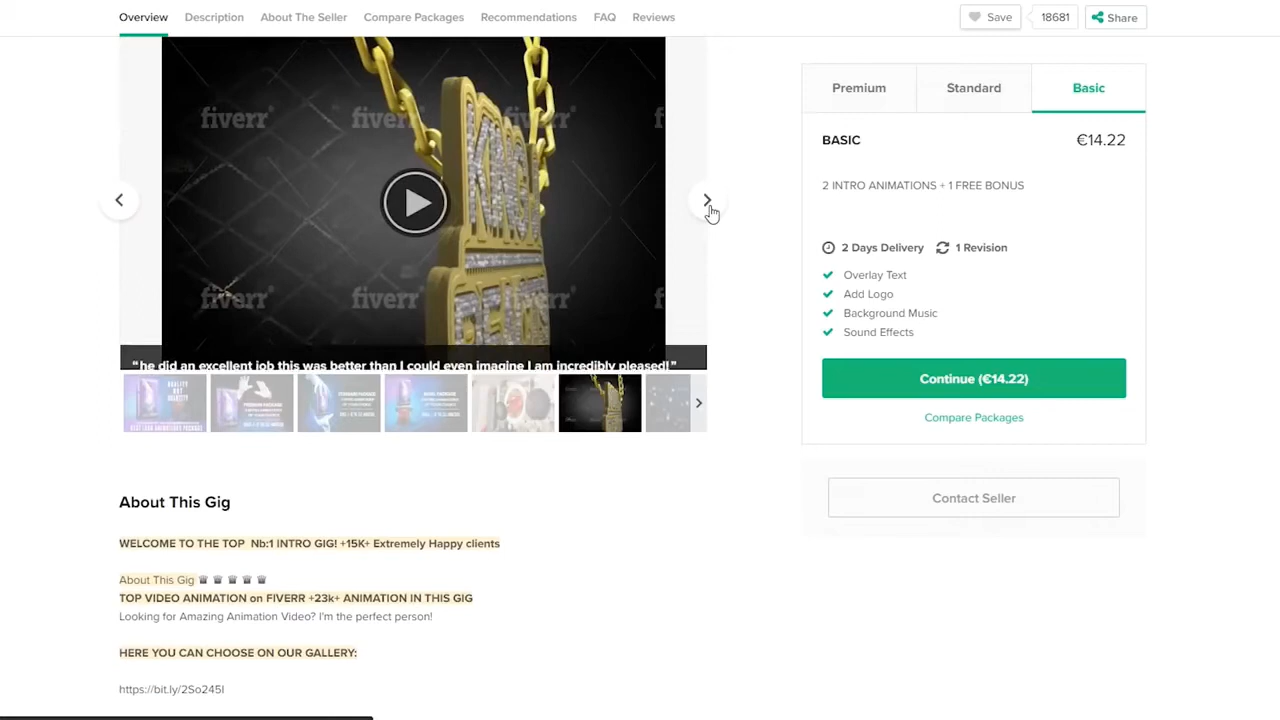 Overview Description About The Seller Compare Packages Recommendations FAQ Reviews Save 18681 Share
fiverr fiverr fiverr
fiverr fiverr fiverr
KING
"he did an excellent job this was better than I could even imagine I am incredibly pleased!"
Premium Standard Basic
BASIC €14.22
2 INTRO ANIMATIONS + 1 FREE BONUS
2 Days Delivery 1 Revision
Overlay Text
Add Logo
Background Music
Sound Effects
Continue (€14.22)
Compare Packages
Contact Seller
About This Gig
WELCOME TO THE TOP Nb:1 INTRO GIG! +15K+ Extremely Happy clients
About This Gig ♛ ♛ ♛ ♛ ♛
TOP VIDEO ANIMATION on FIVERR +23k+ ANIMATION IN THIS GIG
Looking for Amazing Animation Video? I'm the perfect person!
HERE YOU CAN CHOOSE ON OUR GALLERY:
https://bit.ly/2So245I